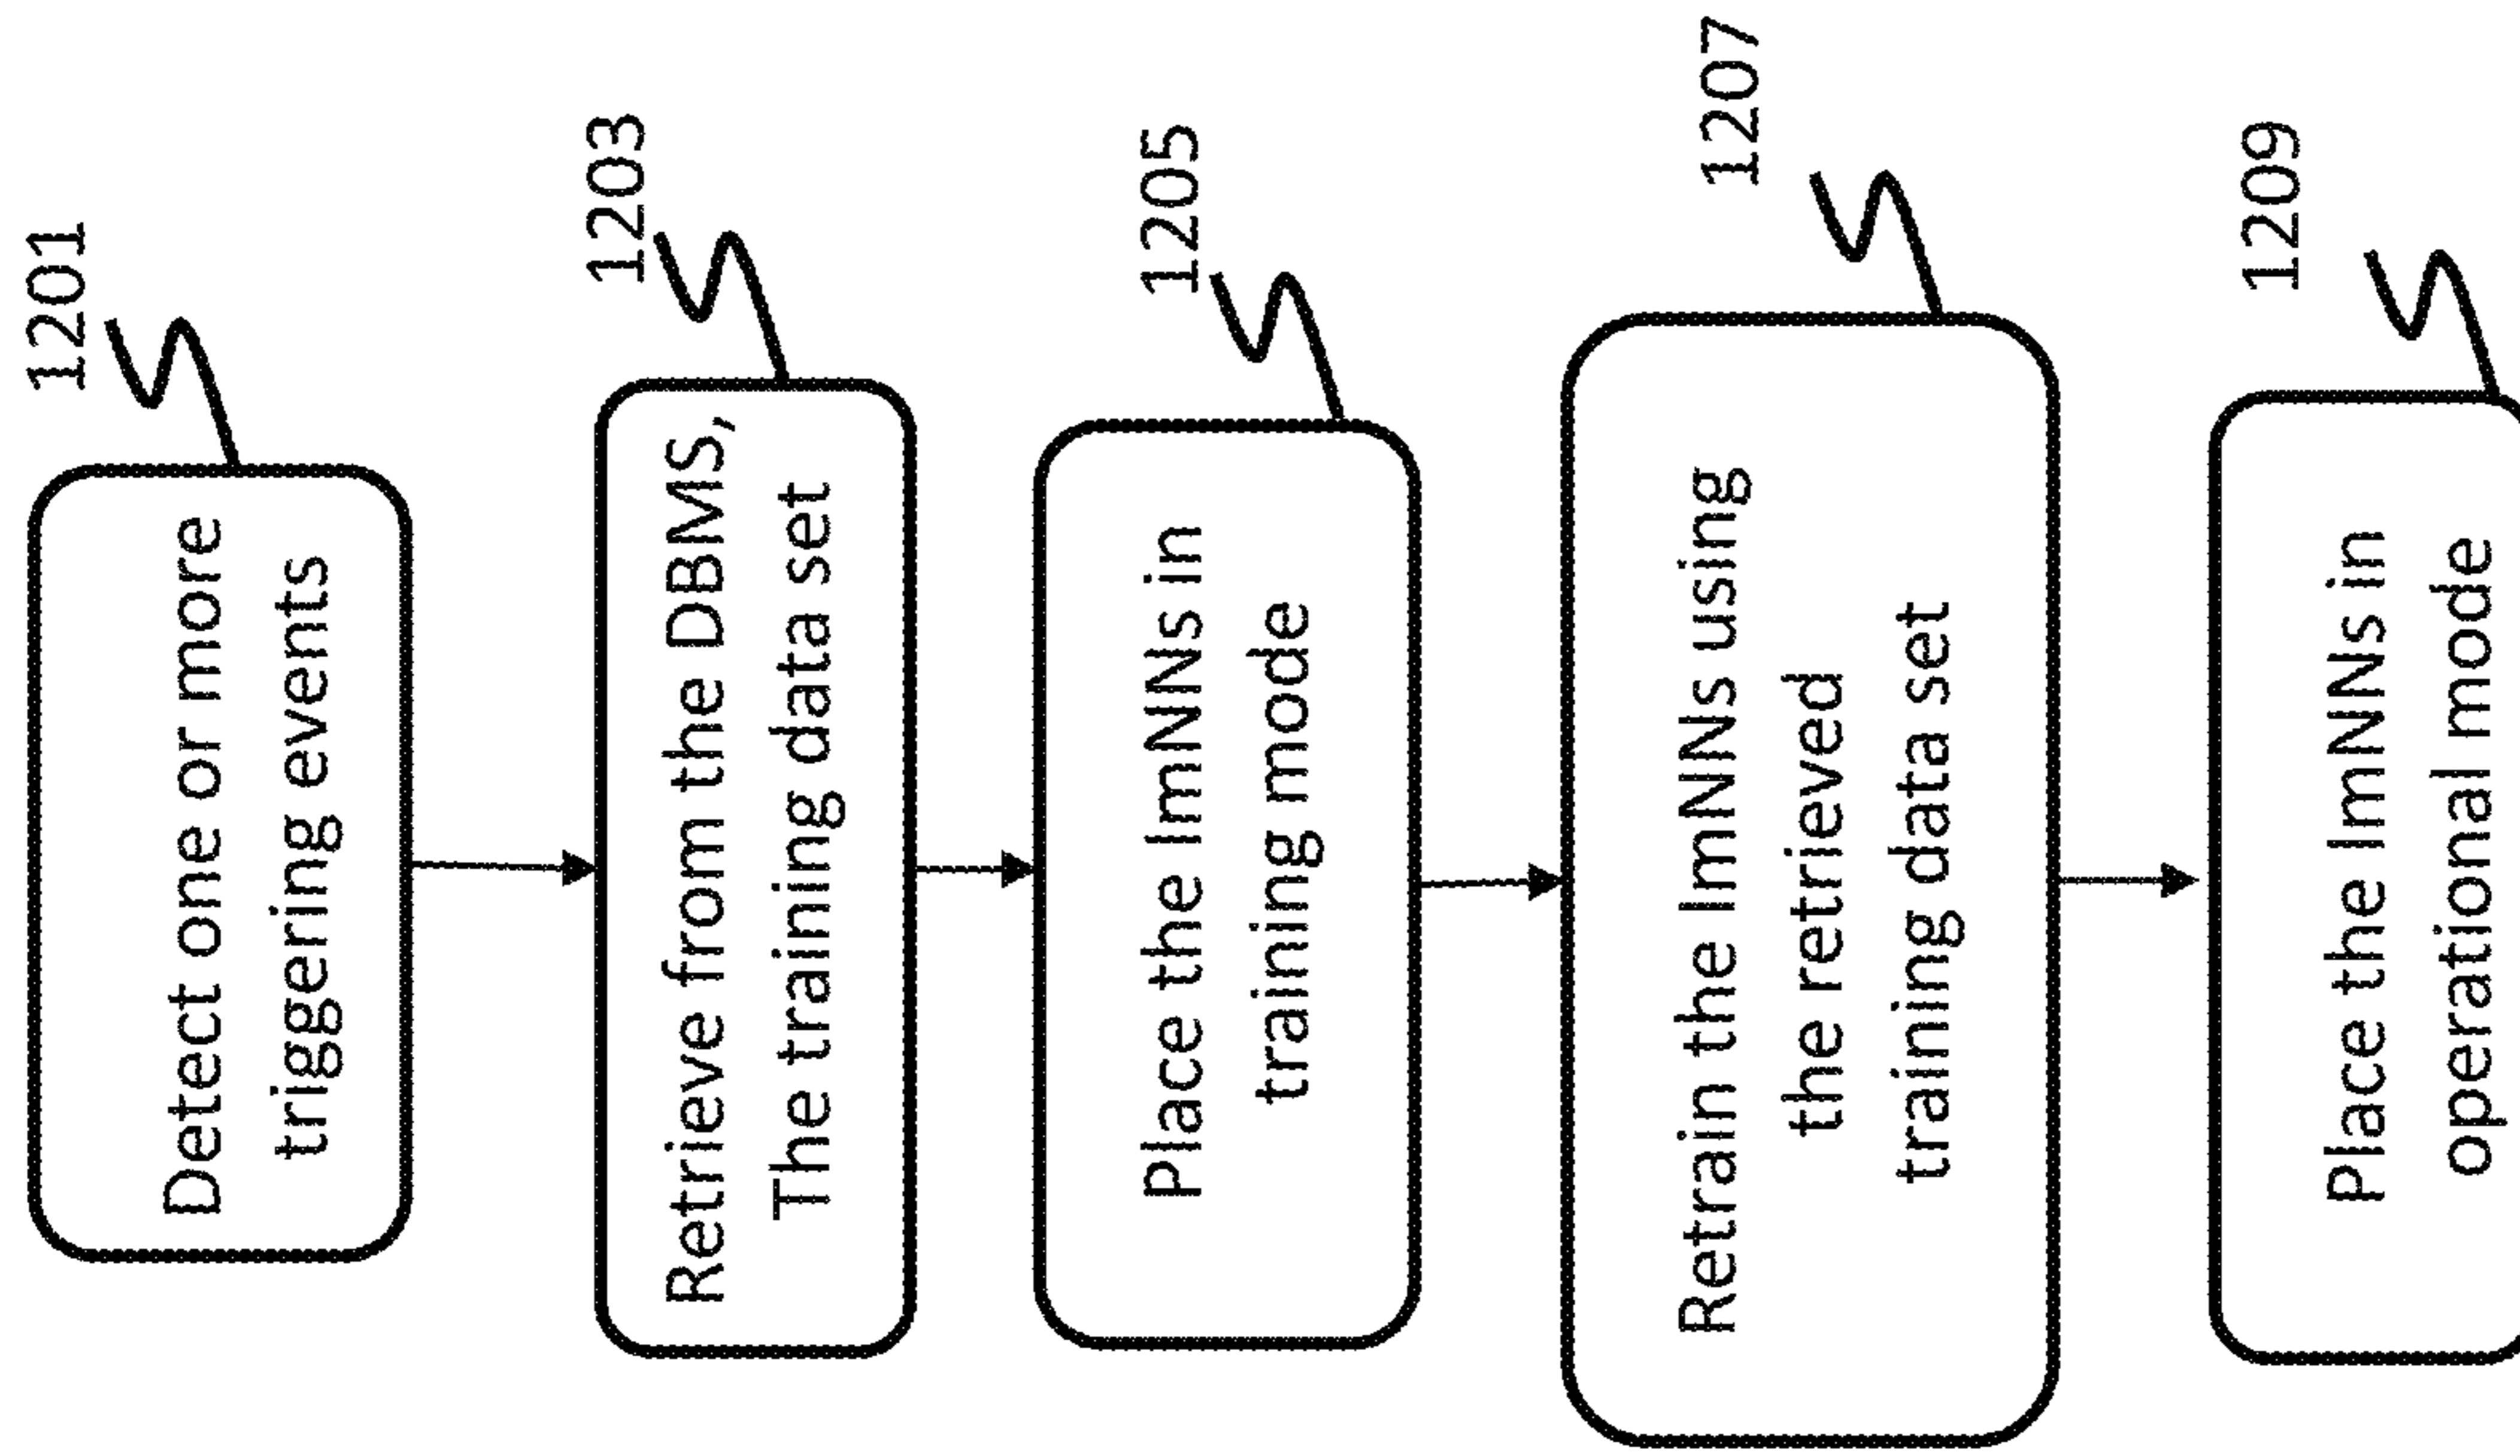 1201
Detect one or more
triggering events
1203
Retrieve from the DBMS,
The training data set
1205
Place the ImNNs in
training mode
1207
Retrain the ImNNs using
the retrieved
training data set
1209
Place the ImNNs in
operational mode